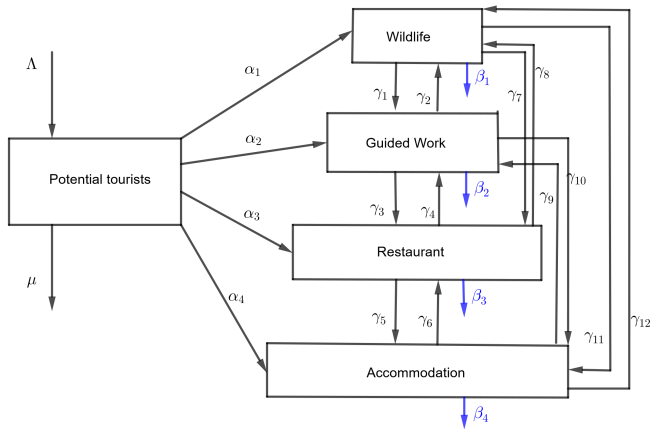 Wildlife
Λ
α₁
β₁
γ₈
γ₁
γ₂
γ₇
α₂
Guided Work
Potential tourists
γ₁₀
β₂
γ₉
α₃
γ₃
γ₄
Restaurant
μ
α₄
β₃
γ₅
γ₆
γ₁₂
γ₁₁
Accommodation
β₄